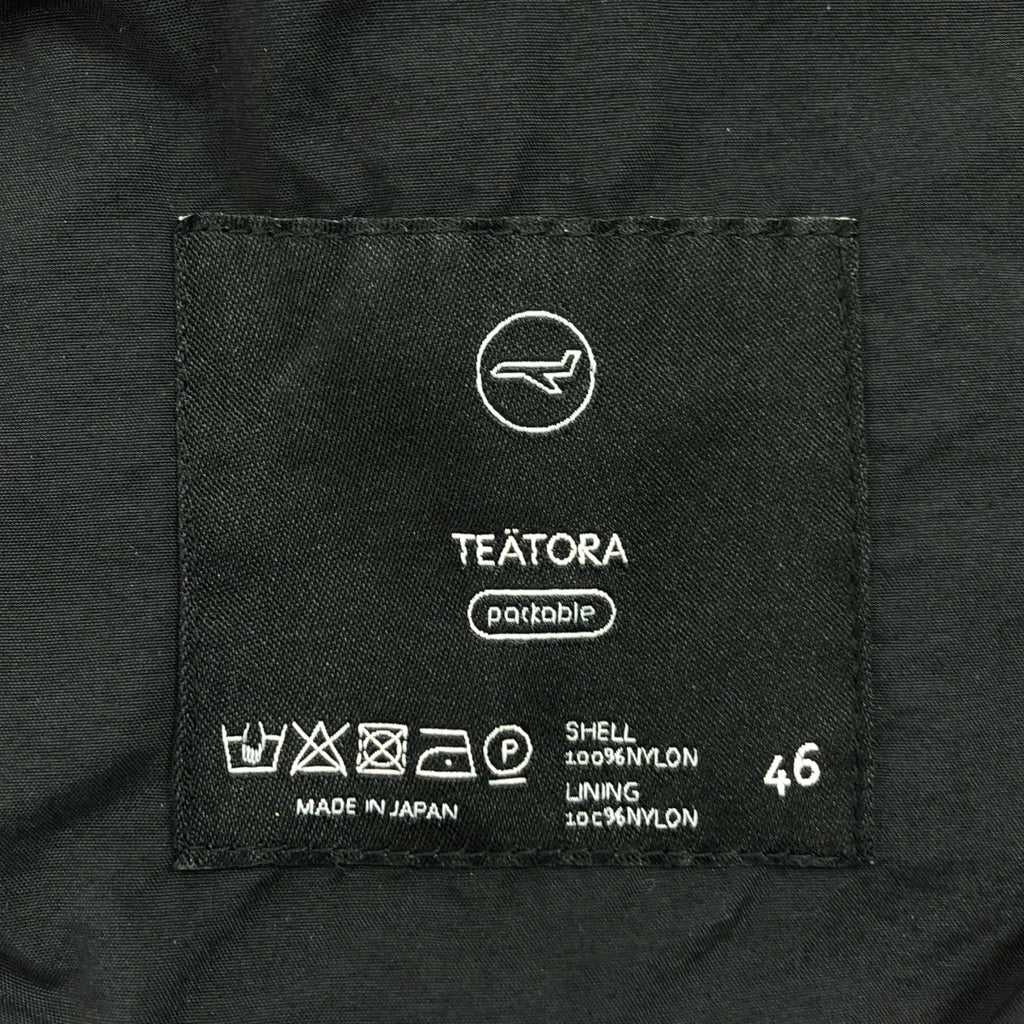 TEÄTORA
packable
P
SHELL
100%NYLON
LINING
100%NYLON
46
MADE IN JAPAN